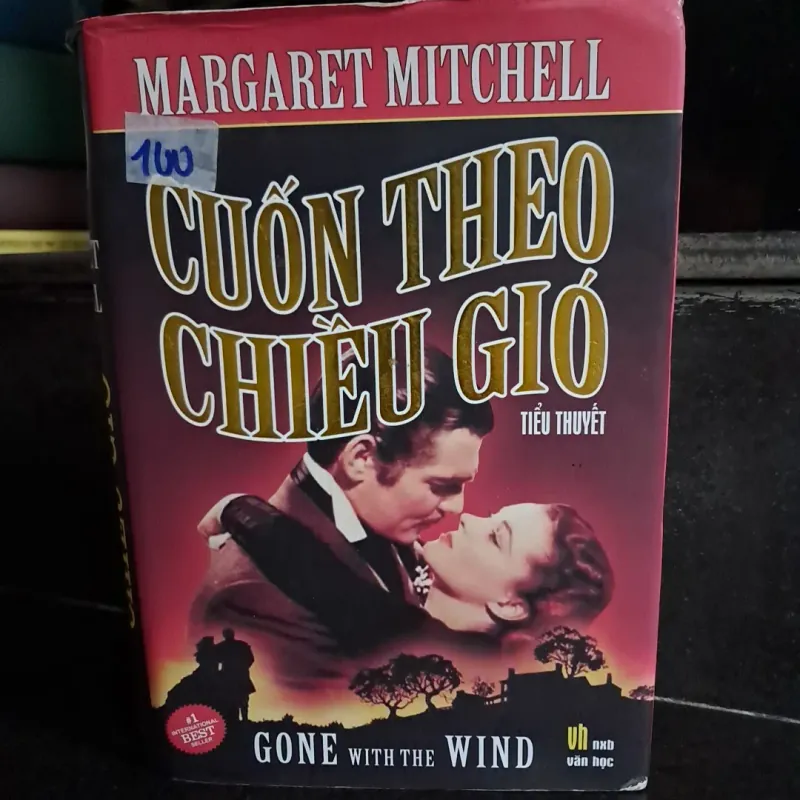 MARGARET MITCHELL
160
CUỐN THEO
CHIỀU GIÓ
TIỂU THUYẾT
#1
INTERNATIONAL
BEST
SELLER
GONE WITH THE WIND
vh nxb
văn học